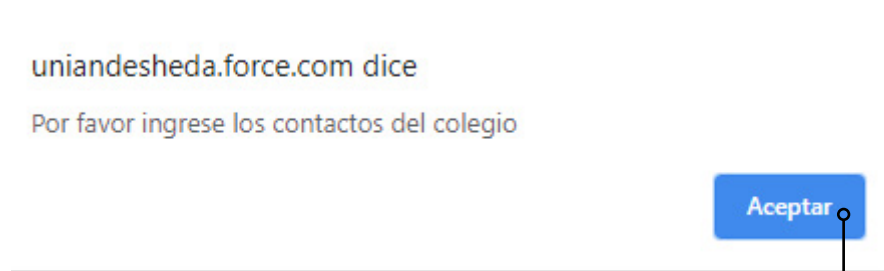 uniandesheda.force.com dice
Por favor ingrese los contactos del colegio
Aceptar